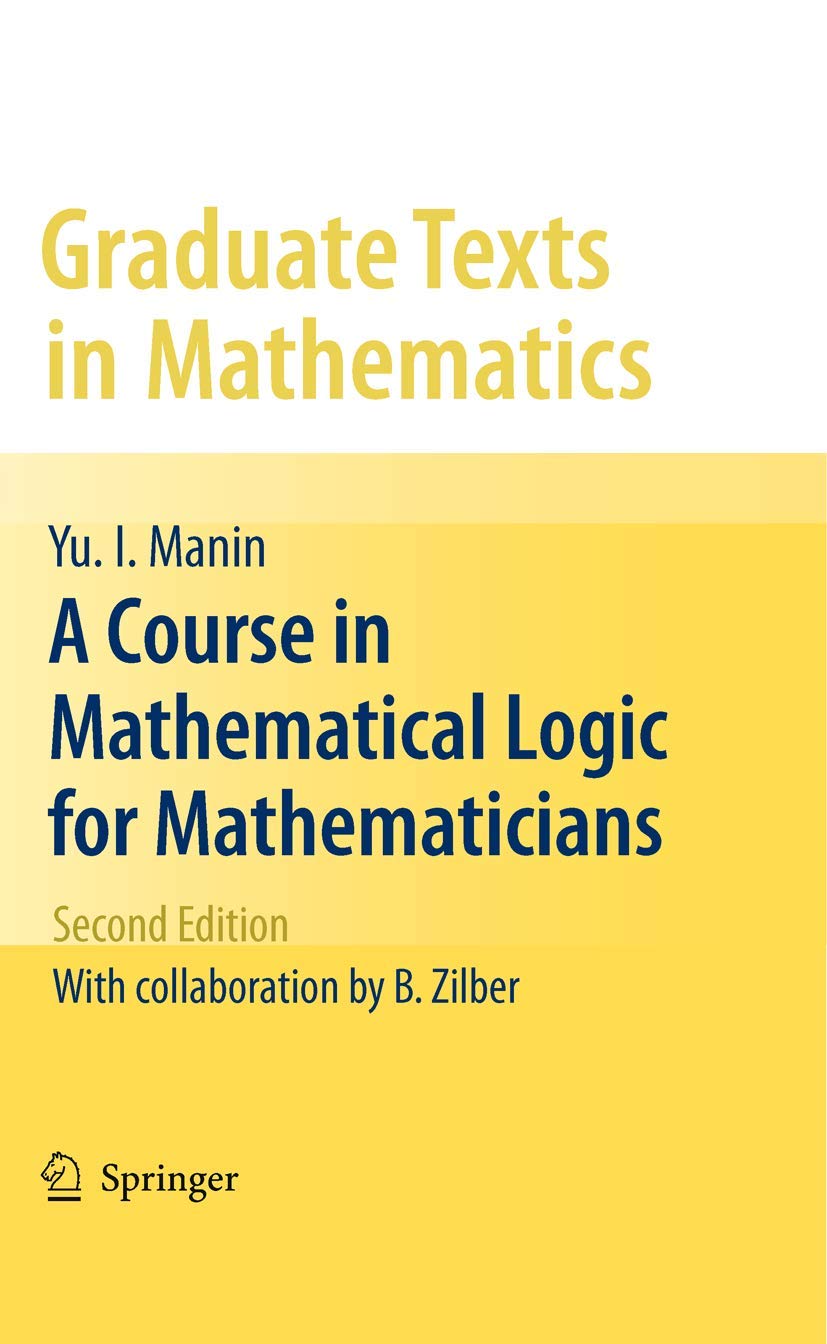 Graduate Texts
in Mathematics
Yu. I. Manin
A Course in
Mathematical Logic
for Mathematicians
Second Edition
With collaboration by B. Zilber
Springer